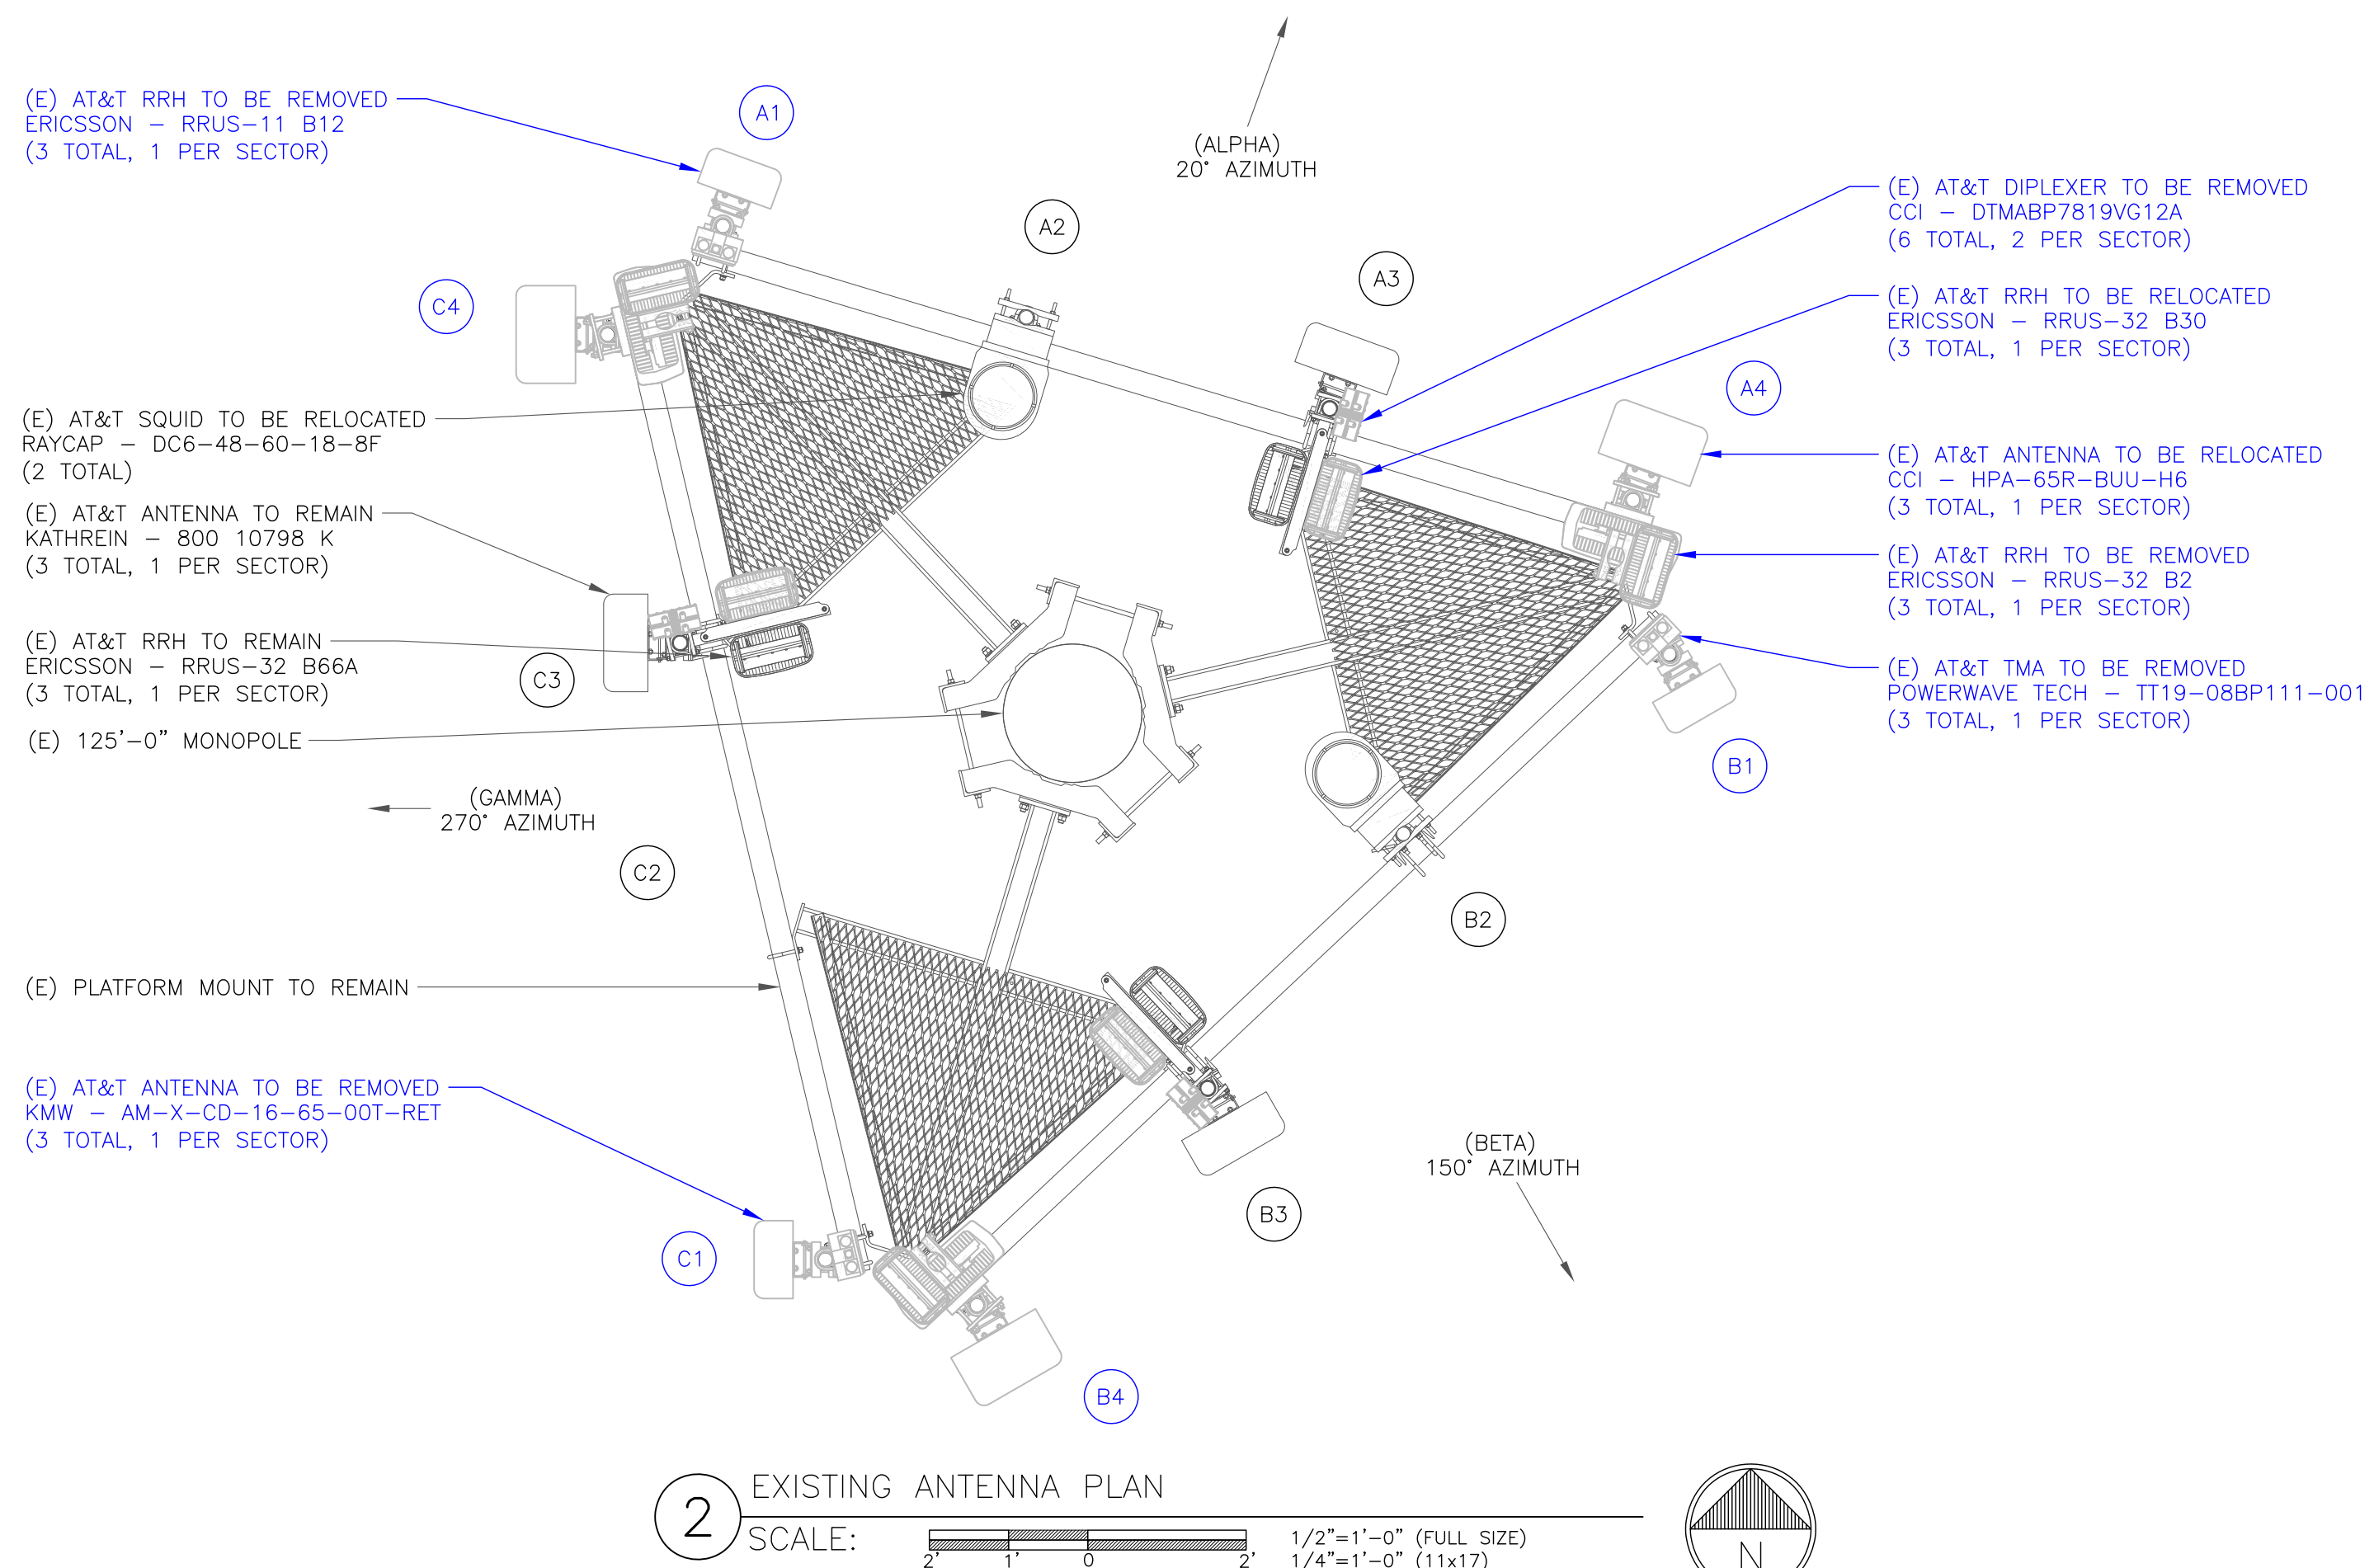 (E) AT&T RRH TO BE REMOVED
ERICSSON – RRUS–11 B12
(3 TOTAL, 1 PER SECTOR)
A1
(ALPHA)
20° AZIMUTH
A2
A3
C4
(E) AT&T DIPLEXER TO BE REMOVED
CCI – DTMABP7819VG12A
(6 TOTAL, 2 PER SECTOR)
(E) AT&T RRH TO BE RELOCATED
ERICSSON – RRUS–32 B30
(3 TOTAL, 1 PER SECTOR)
A4
(E) AT&T SQUID TO BE RELOCATED
RAYCAP – DC6–48–60–18–8F
(2 TOTAL)
(E) AT&T ANTENNA TO BE RELOCATED
CCI – HPA–65R–BUU–H6
(3 TOTAL, 1 PER SECTOR)
(E) AT&T ANTENNA TO REMAIN
KATHREIN – 800 10798 K
(3 TOTAL, 1 PER SECTOR)
(E) AT&T RRH TO BE REMOVED
ERICSSON – RRUS–32 B2
(3 TOTAL, 1 PER SECTOR)
(E) AT&T RRH TO REMAIN
ERICSSON – RRUS–32 B66A
(3 TOTAL, 1 PER SECTOR)
C3
(E) AT&T TMA TO BE REMOVED
POWERWAVE TECH – TT19–08BP111–001
(3 TOTAL, 1 PER SECTOR)
(E) 125'–0" MONOPOLE
B1
(GAMMA)
270° AZIMUTH
C2
B2
(E) PLATFORM MOUNT TO REMAIN
(E) AT&T ANTENNA TO BE REMOVED
KMW – AM–X–CD–16–65–00T–RET
(3 TOTAL, 1 PER SECTOR)
(BETA)
150° AZIMUTH
B3
C1
B4
2
EXISTING ANTENNA PLAN
SCALE:
2' 1' 0 2'
1/2"=1'–0" (FULL SIZE)
1/4"=1'–0" (11x17)
N